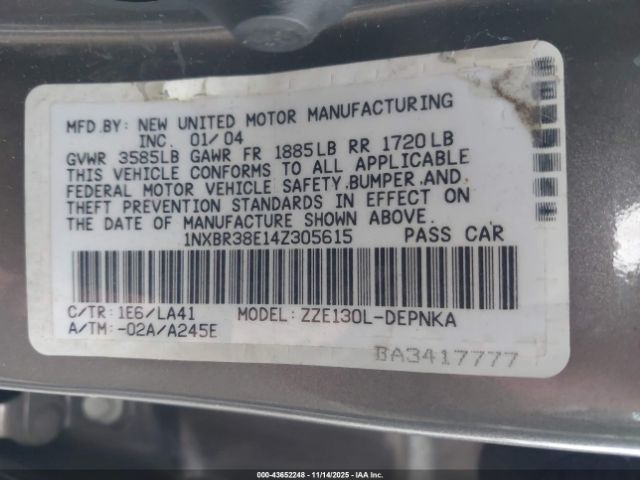 MFD.BY: NEW UNITED MOTOR MANUFACTURING
INC. 01/04
GVWR 3585LB GAWR FR 1885LB RR 1720LB
THIS VEHICLE CONFORMS TO ALL APPLICABLE
FEDERAL MOTOR VEHICLE SAFETY,BUMPER,AND
THEFT PREVENTION STANDARDS IN EFFECT ON
THE DATE OF MANUFACTURE SHOWN ABOVE.
1NXBR38E14Z305615 PASS CAR
C/TR: 1E6/LA41 MODEL: ZZE130L-DEPNKA
A/TM: -02A/A245E
BA3417777
000-43652248 - 11/14/2025 - IAA Inc.